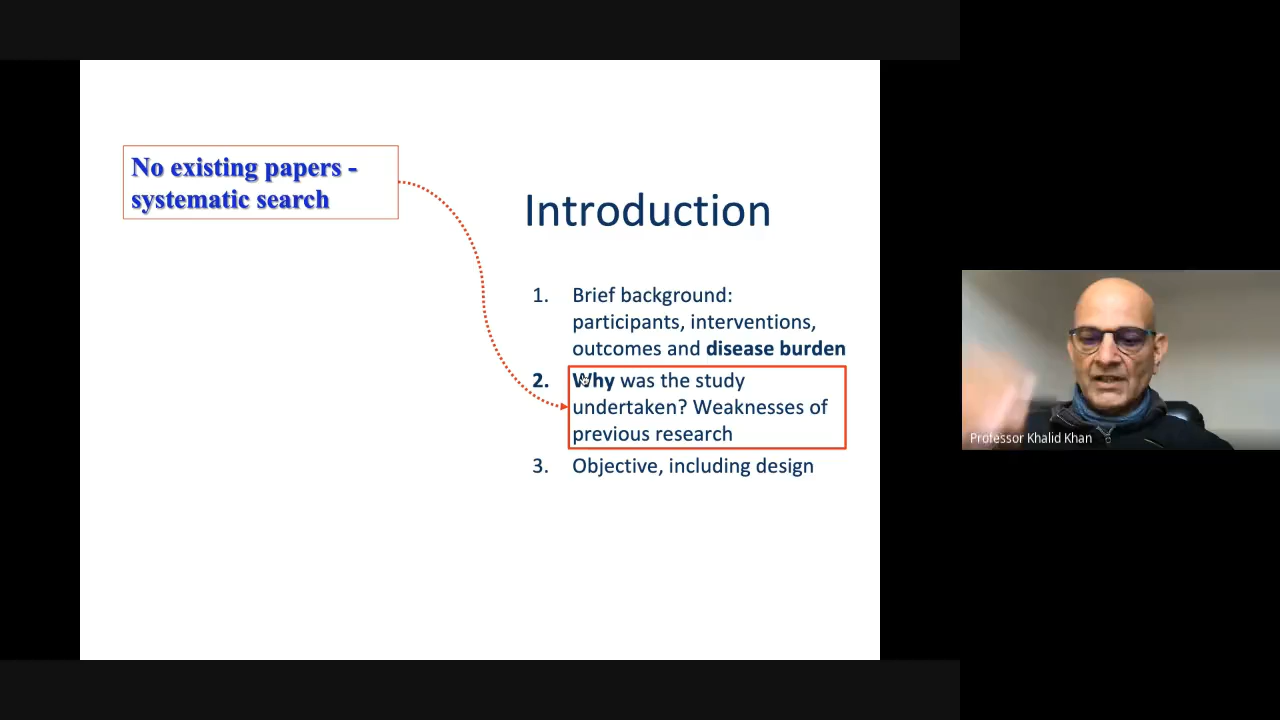 No existing papers -
systematic search
Introduction
1. Brief background:
participants, interventions,
outcomes and disease burden
2. Why was the study
undertaken? Weaknesses of
previous research
3. Objective, including design
Professor Khalid Khan